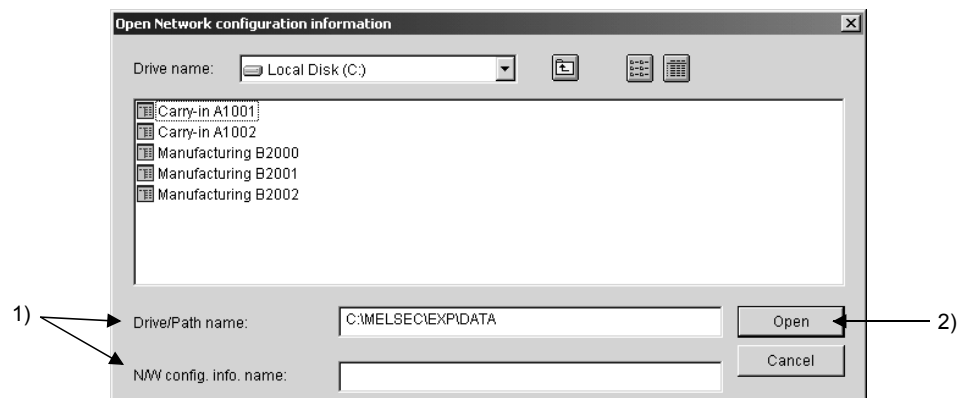 Open Network configuration information
Drive name: Local Disk (C:)
Carry-in A1001
Carry-in A1002
Manufacturing B2000
Manufacturing B2001
Manufacturing B2002
1) Drive/Path name: C:\MELSEC\EXP\DATA Open 2)
Cancel
N/W config. info. name: